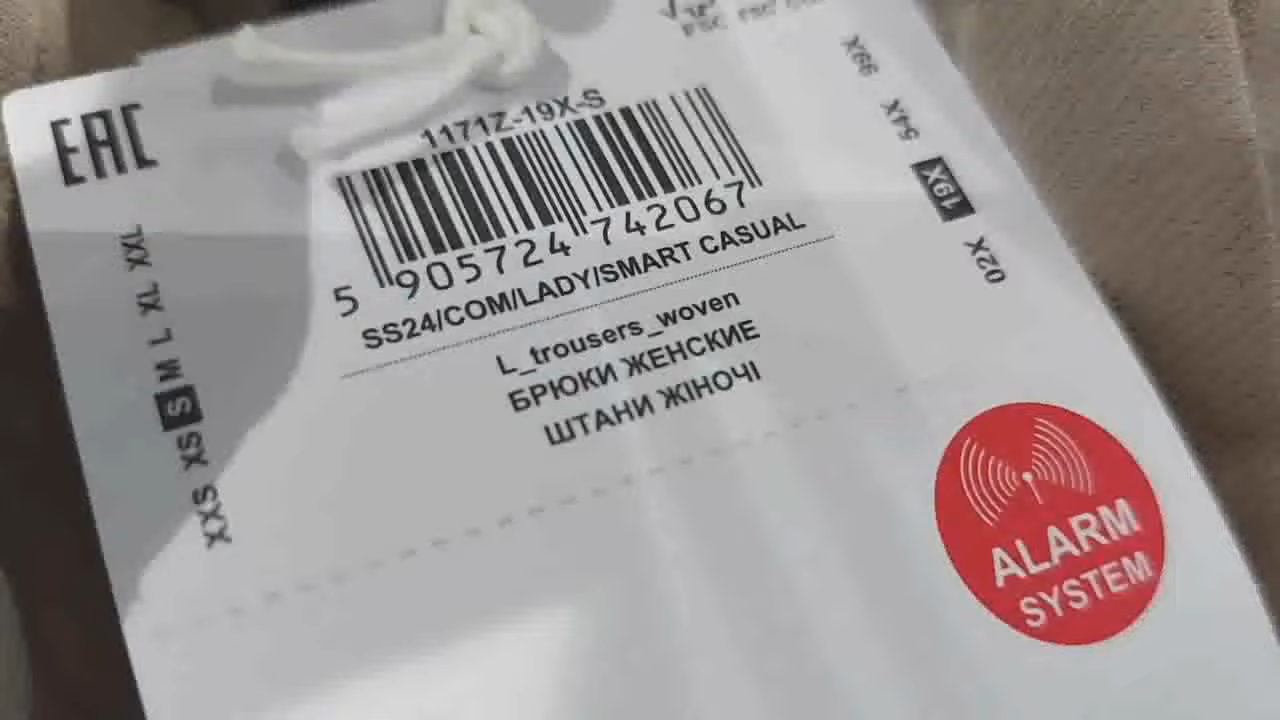 FSC
EAC
1171Z-19X-S
5 905724 742067
SS24/COM/LADY/SMART CASUAL
L_trousers_woven
БРЮКИ ЖЕНСКИЕ
ШТАНИ ЖІНОЧІ
XXS XS S M L XL XXL
99X 54X 19X 02X
ALARM
SYSTEM